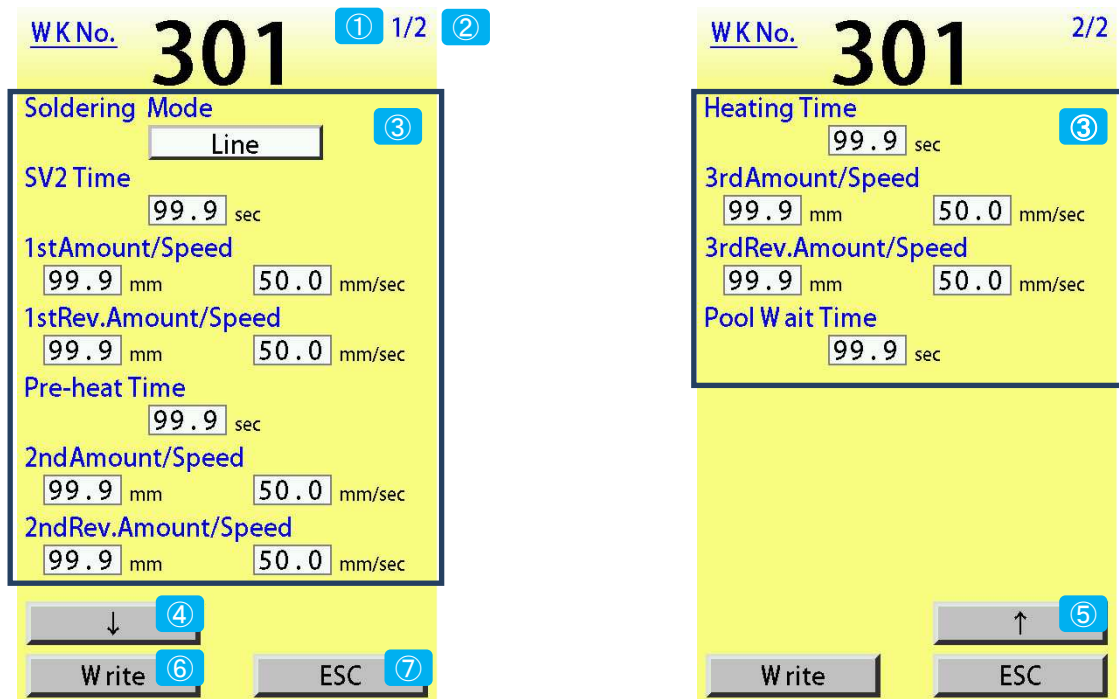 WK No. 301 ① 1/2 ②
Soldering Mode ③
Line
SV2 Time
99.9 sec
1stAmount/Speed
99.9 mm 50.0 mm/sec
1stRev.Amount/Speed
99.9 mm 50.0 mm/sec
Pre-heat Time
99.9 sec
2ndAmount/Speed
99.9 mm 50.0 mm/sec
2ndRev.Amount/Speed
99.9 mm 50.0 mm/sec
↓ ④
Write ⑥ ESC ⑦
WK No. 301 2/2
Heating Time ③
99.9 sec
3rdAmount/Speed
99.9 mm 50.0 mm/sec
3rdRev.Amount/Speed
99.9 mm 50.0 mm/sec
Pool Wait Time
99.9 sec
↑ ⑤
Write ESC